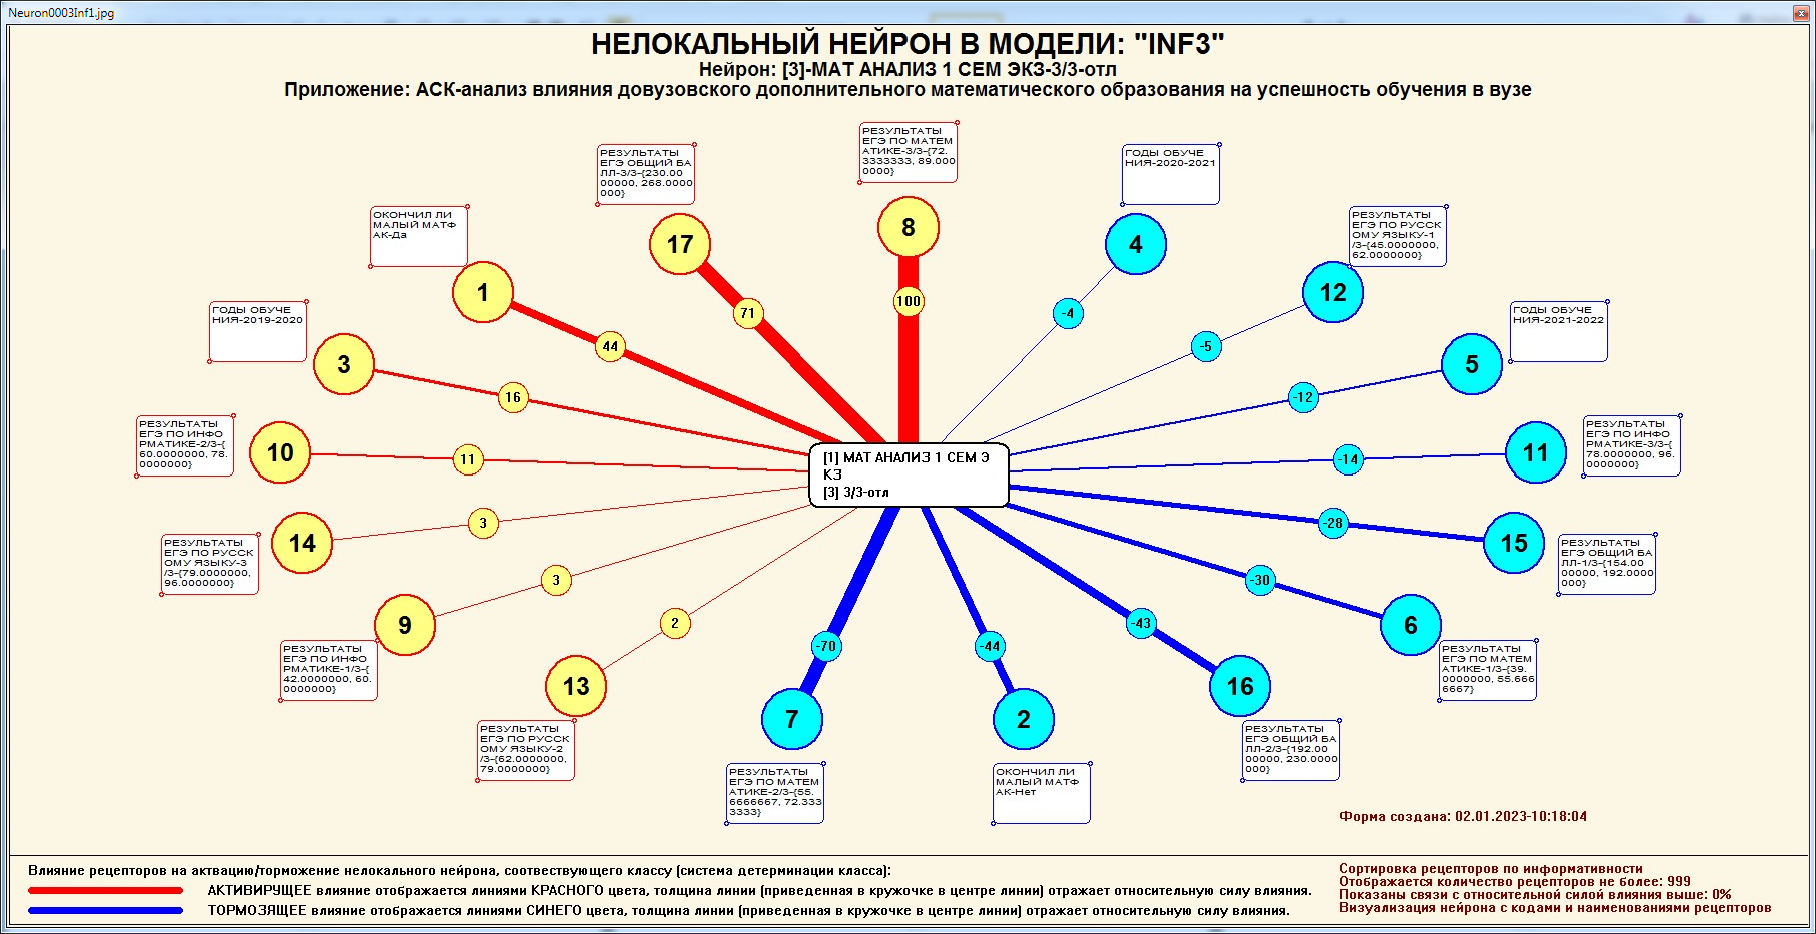 Neuron0003Inf1.jpg
НЕЛОКАЛЬНЫЙ НЕЙРОН В МОДЕЛИ: "INF3"
Нейрон: [3]-МАТ АНАЛИЗ 1 СЕМ ЭКЗ-3/3-отл
Приложение: АСК-анализ влияния довузовского дополнительного математического образования на успешность обучения в вузе
РЕЗУЛЬТАТЫ
ЕГЭ ПО МАТЕМ
АТИКЕ-3/3-{72.
3333333, 89.000
0000}
8
100
РЕЗУЛЬТАТЫ
ЕГЭ ОБЩИЙ БА
ЛЛ-3/3-{230.00
00000, 268.0000
000}
17
71
ОКОНЧИЛ ЛИ
МАЛЫЙ МАТФ
АК-Да
1
44
ГОДЫ ОБУЧЕ
НИЯ-2019-2020
3
16
РЕЗУЛЬТАТЫ
ЕГЭ ПО ИНФО
РМАТИКЕ-2/3-{
60.0000000, 78.
0000000}
10
11
РЕЗУЛЬТАТЫ
ЕГЭ ПО РУССК
ОМУ ЯЗЫКУ-3
/3-{79.0000000,
96.0000000}
14
3
РЕЗУЛЬТАТЫ
ЕГЭ ПО ИНФО
РМАТИКЕ-1/3-{
42.0000000, 60.
0000000}
9
3
РЕЗУЛЬТАТЫ
ЕГЭ ПО РУССК
ОМУ ЯЗЫКУ-2
/3-{62.0000000,
79.0000000}
13
2
ГОДЫ ОБУЧЕ
НИЯ-2020-2021
4
-4
РЕЗУЛЬТАТЫ
ЕГЭ ПО РУССК
ОМУ ЯЗЫКУ-1
/3-{45.0000000,
62.0000000}
12
-5
ГОДЫ ОБУЧЕ
НИЯ-2021-2022
5
-12
РЕЗУЛЬТАТЫ
ЕГЭ ПО ИНФО
РМАТИКЕ-3/3-{
78.0000000, 96.
0000000}
11
-14
РЕЗУЛЬТАТЫ
ЕГЭ ОБЩИЙ БА
ЛЛ-1/3-{154.00
00000, 192.0000
000}
15
-28
РЕЗУЛЬТАТЫ
ЕГЭ ПО МАТЕМ
АТИКЕ-1/3-{39.
0000000, 55.666
6667}
6
-30
РЕЗУЛЬТАТЫ
ЕГЭ ОБЩИЙ БА
ЛЛ-2/3-{192.00
00000, 230.0000
000}
16
-43
ОКОНЧИЛ ЛИ
МАЛЫЙ МАТФ
АК-Нет
2
-44
РЕЗУЛЬТАТЫ
ЕГЭ ПО МАТЕМ
АТИКЕ-2/3-{55.
6666667, 72.333
3333}
7
-70
[1] МАТ АНАЛИЗ 1 СЕМ Э
КЗ
[3] 3/3-отл
Форма создана: 02.01.2023-10:18:04
Влияние рецепторов на актвацию/торможение нелокального нейрона, соотвествующего классу (система детерминации класса):
АКТИВИРУЩЕЕ влияние отображается линиями КРАСНОГО цвета, толщина линии (приведенная в кружочке в центре линии) отражает относительную силу влияния.
ТОРМОЗЯЩЕЕ влияние отображается линиями СИНЕГО цвета, толщина линии (приведенная в кружочке в центре линии) отражает относительную силу влияния.
Сортировка рецепторов по информативности
Отображается количество рецепторов не более: 999
Показаны связи с относительной силой влияния выше: 0%
Визуализация нейрона с кодами и наименованиями рецепторов